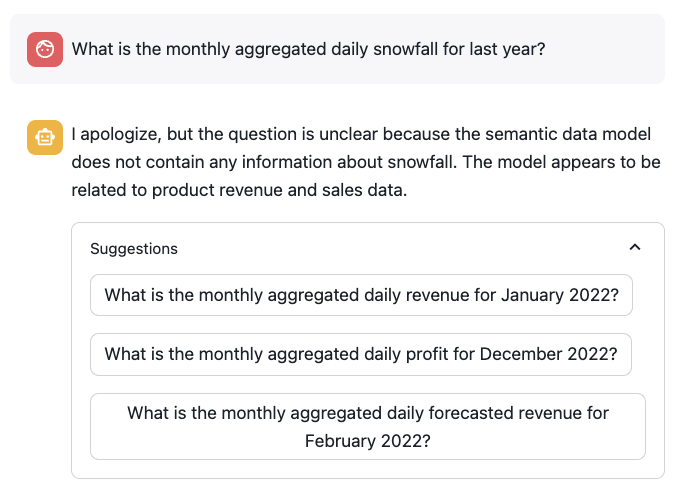 What is the monthly aggregated daily snowfall for last year?
I apologize, but the question is unclear because the semantic data model
does not contain any information about snowfall. The model appears to be
related to product revenue and sales data.
Suggestions
What is the monthly aggregated daily revenue for January 2022?
What is the monthly aggregated daily profit for December 2022?
What is the monthly aggregated daily forecasted revenue for
February 2022?